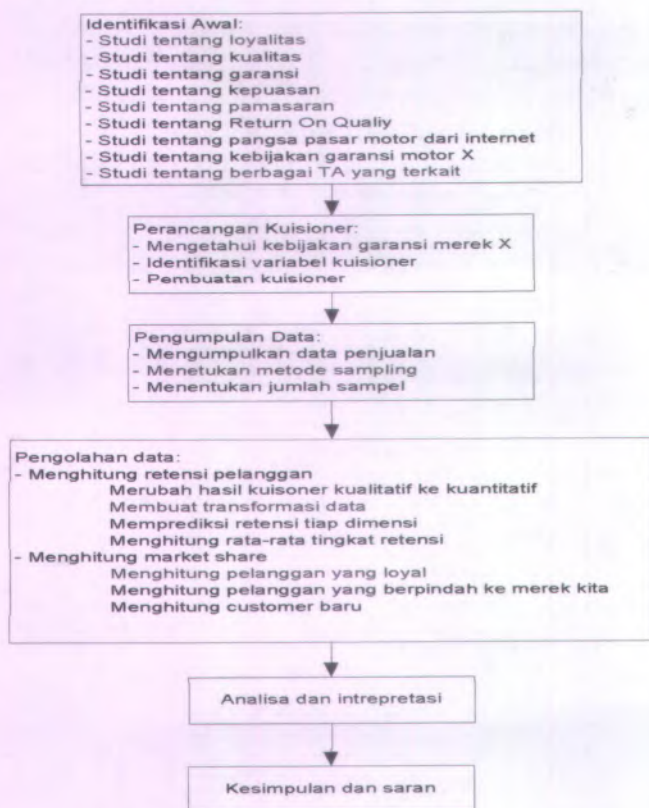 Identifikasi Awal:
- Studi tentang loyalitas
- Studi tentang kualitas
- Studi tentang garansi
- Studi tentang kepuasan
- Studi tentang pamasaran
- Studi tentang Return On Qualiy
- Studi tentang pangsa pasar motor dari internet
- Studi tentang kebijakan garansi motor X
- Studi tentang berbagai TA yang terkait
Perancangan Kuisioner:
- Mengetahui kebijakan garansi merek X
- Identifikasi variabel kuisioner
- Pembuatan kuisioner
Pengumpulan Data:
- Mengumpulkan data penjualan
- Menetukan metode sampling
- Menentukan jumlah sampel
Pengolahan data:
- Menghitung retensi pelanggan
Merubah hasil kuisoner kualitatif ke kuantitatif
Membuat transformasi data
Memprediksi retensi tiap dimensi
Menghitung rata-rata tingkat retensi
- Menghitung market share
Menghitung pelanggan yang loyal
Menghitung pelanggan yang berpindah ke merek kita
Menghitung customer baru
Analisa dan intrepretasi
Kesimpulan dan saran